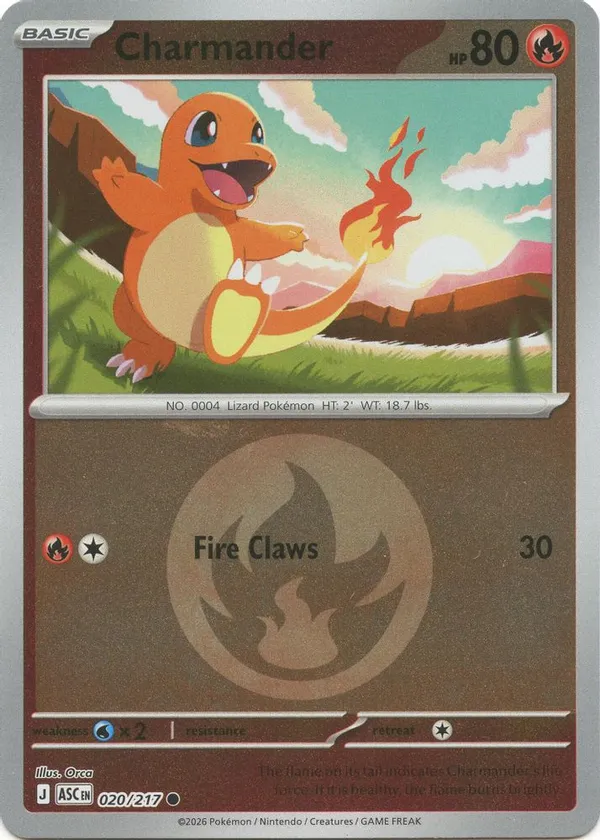 BASIC
Charmander
HP 80
NO. 0004 Lizard Pokémon HT: 2' WT: 18.7 lbs.
Fire Claws 30
weakness ×2 resistance retreat
Illus. Orca
The flame on its tail indicates Charmander's life
force. If it is healthy, the flame burns brightly.
J ASC EN 020/217
©2026 Pokémon / Nintendo / Creatures / GAME FREAK